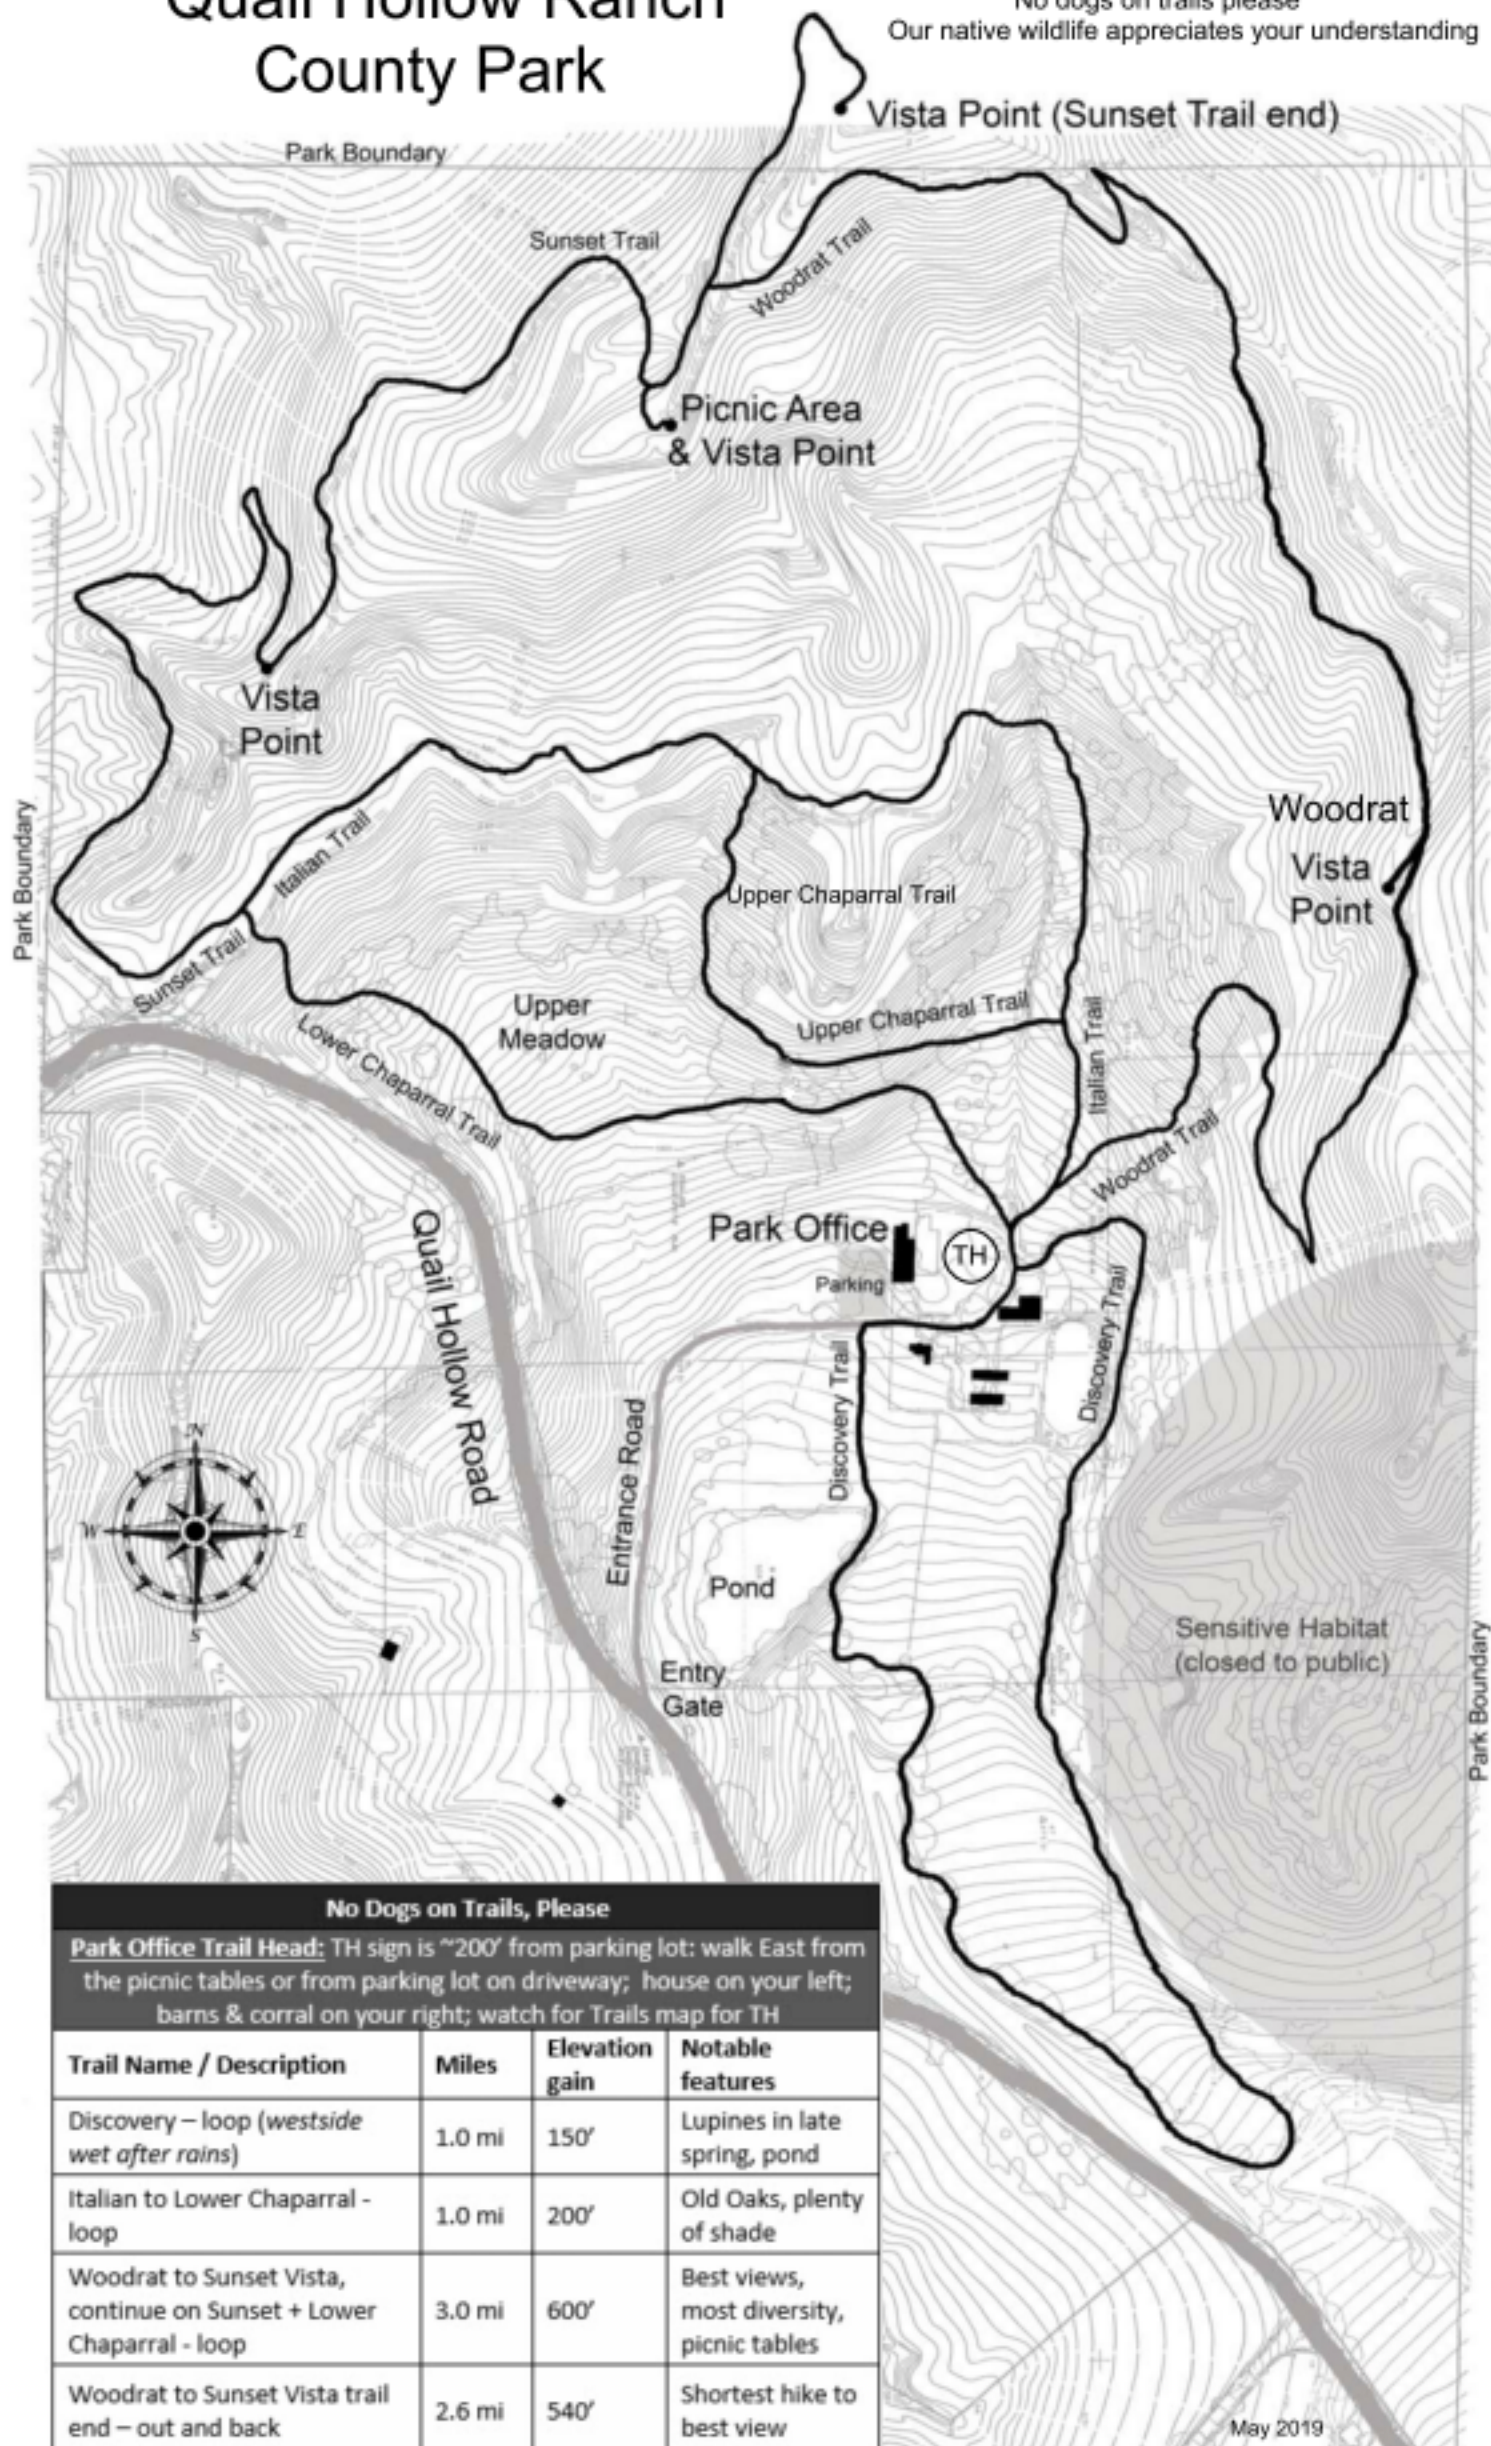 Quail Hollow Ranch
County Park
No dogs on trails please
Our native wildlife appreciates your understanding
Vista Point (Sunset Trail end)
Park Boundary
Sunset Trail
Woodrat Trail
Picnic Area
& Vista Point
Vista
Point
Park Boundary
Italian Trail
Woodrat
Vista
Point
Upper Chaparral Trail
Sunset Trail
Upper
Meadow
Upper Chaparral Trail
Italian Trail
Lower Chaparral Trail
Woodrat Trail
Park Office
TH
Parking
Quail Hollow Road
Discovery Trail
Discovery Trail
Entrance Road
N
W
E
S
Pond
Sensitive Habitat
(closed to public)
Entry
Gate
Park Boundary
No Dogs on Trails, Please
Park Office Trail Head: TH sign is ~200' from parking lot: walk East from
the picnic tables or from parking lot on driveway; house on your left;
barns & corral on your right; watch for Trails map for TH
Trail Name / Description Miles Elevation gain Notable features
Discovery – loop (westside wet after rains) 1.0 mi 150' Lupines in late spring, pond
Italian to Lower Chaparral - loop 1.0 mi 200' Old Oaks, plenty of shade
Woodrat to Sunset Vista, continue on Sunset + Lower Chaparral - loop 3.0 mi 600' Best views, most diversity, picnic tables
Woodrat to Sunset Vista trail end – out and back 2.6 mi 540' Shortest hike to best view
May 2019